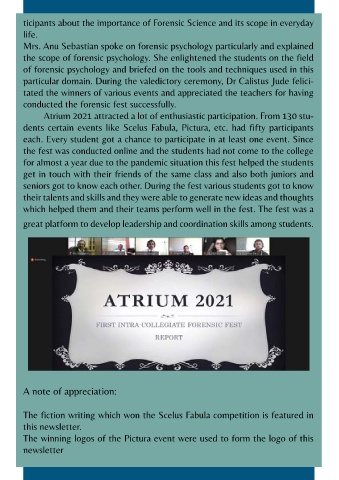 ticipants about the importance of Forensic Science and its scope in everyday
life.
Mrs. Anu Sebastian spoke on forensic psychology particularly and explained
the scope of forensic psychology. She enlightened the students on the field
of forensic psychology and briefed on the tools and techniques used in this
particular domain. During the valedictory ceremony, Dr Calistus Jude felici-
tated the winners of various events and appreciated the teachers for having
conducted the forensic fest successfully.
Atrium 2021 attracted a lot of enthusiastic participation. From 130 stu-
dents certain events like Scelus Fabula, Pictura, etc. had fifty participants
each. Every student got a chance to participate in at least one event. Since
the fest was conducted online and the students had not come to the college
for almost a year due to the pandemic situation this fest helped the students
get in touch with their friends of the same class and also both juniors and
seniors got to know each other. During the fest various students got to know
their talents and skills and they were able to generate new ideas and thoughts
which helped them and their teams perform well in the fest. The fest was a
great platform to develop leadership and coordination skills among students.
ATRIUM 2021
FIRST INTRA-COLLEGIATE FORENSIC FEST
REPORT
A note of appreciation:
The fiction writing which won the Scelus Fabula competition is featured in
this newsletter.
The winning logos of the Pictura event were used to form the logo of this
newsletter